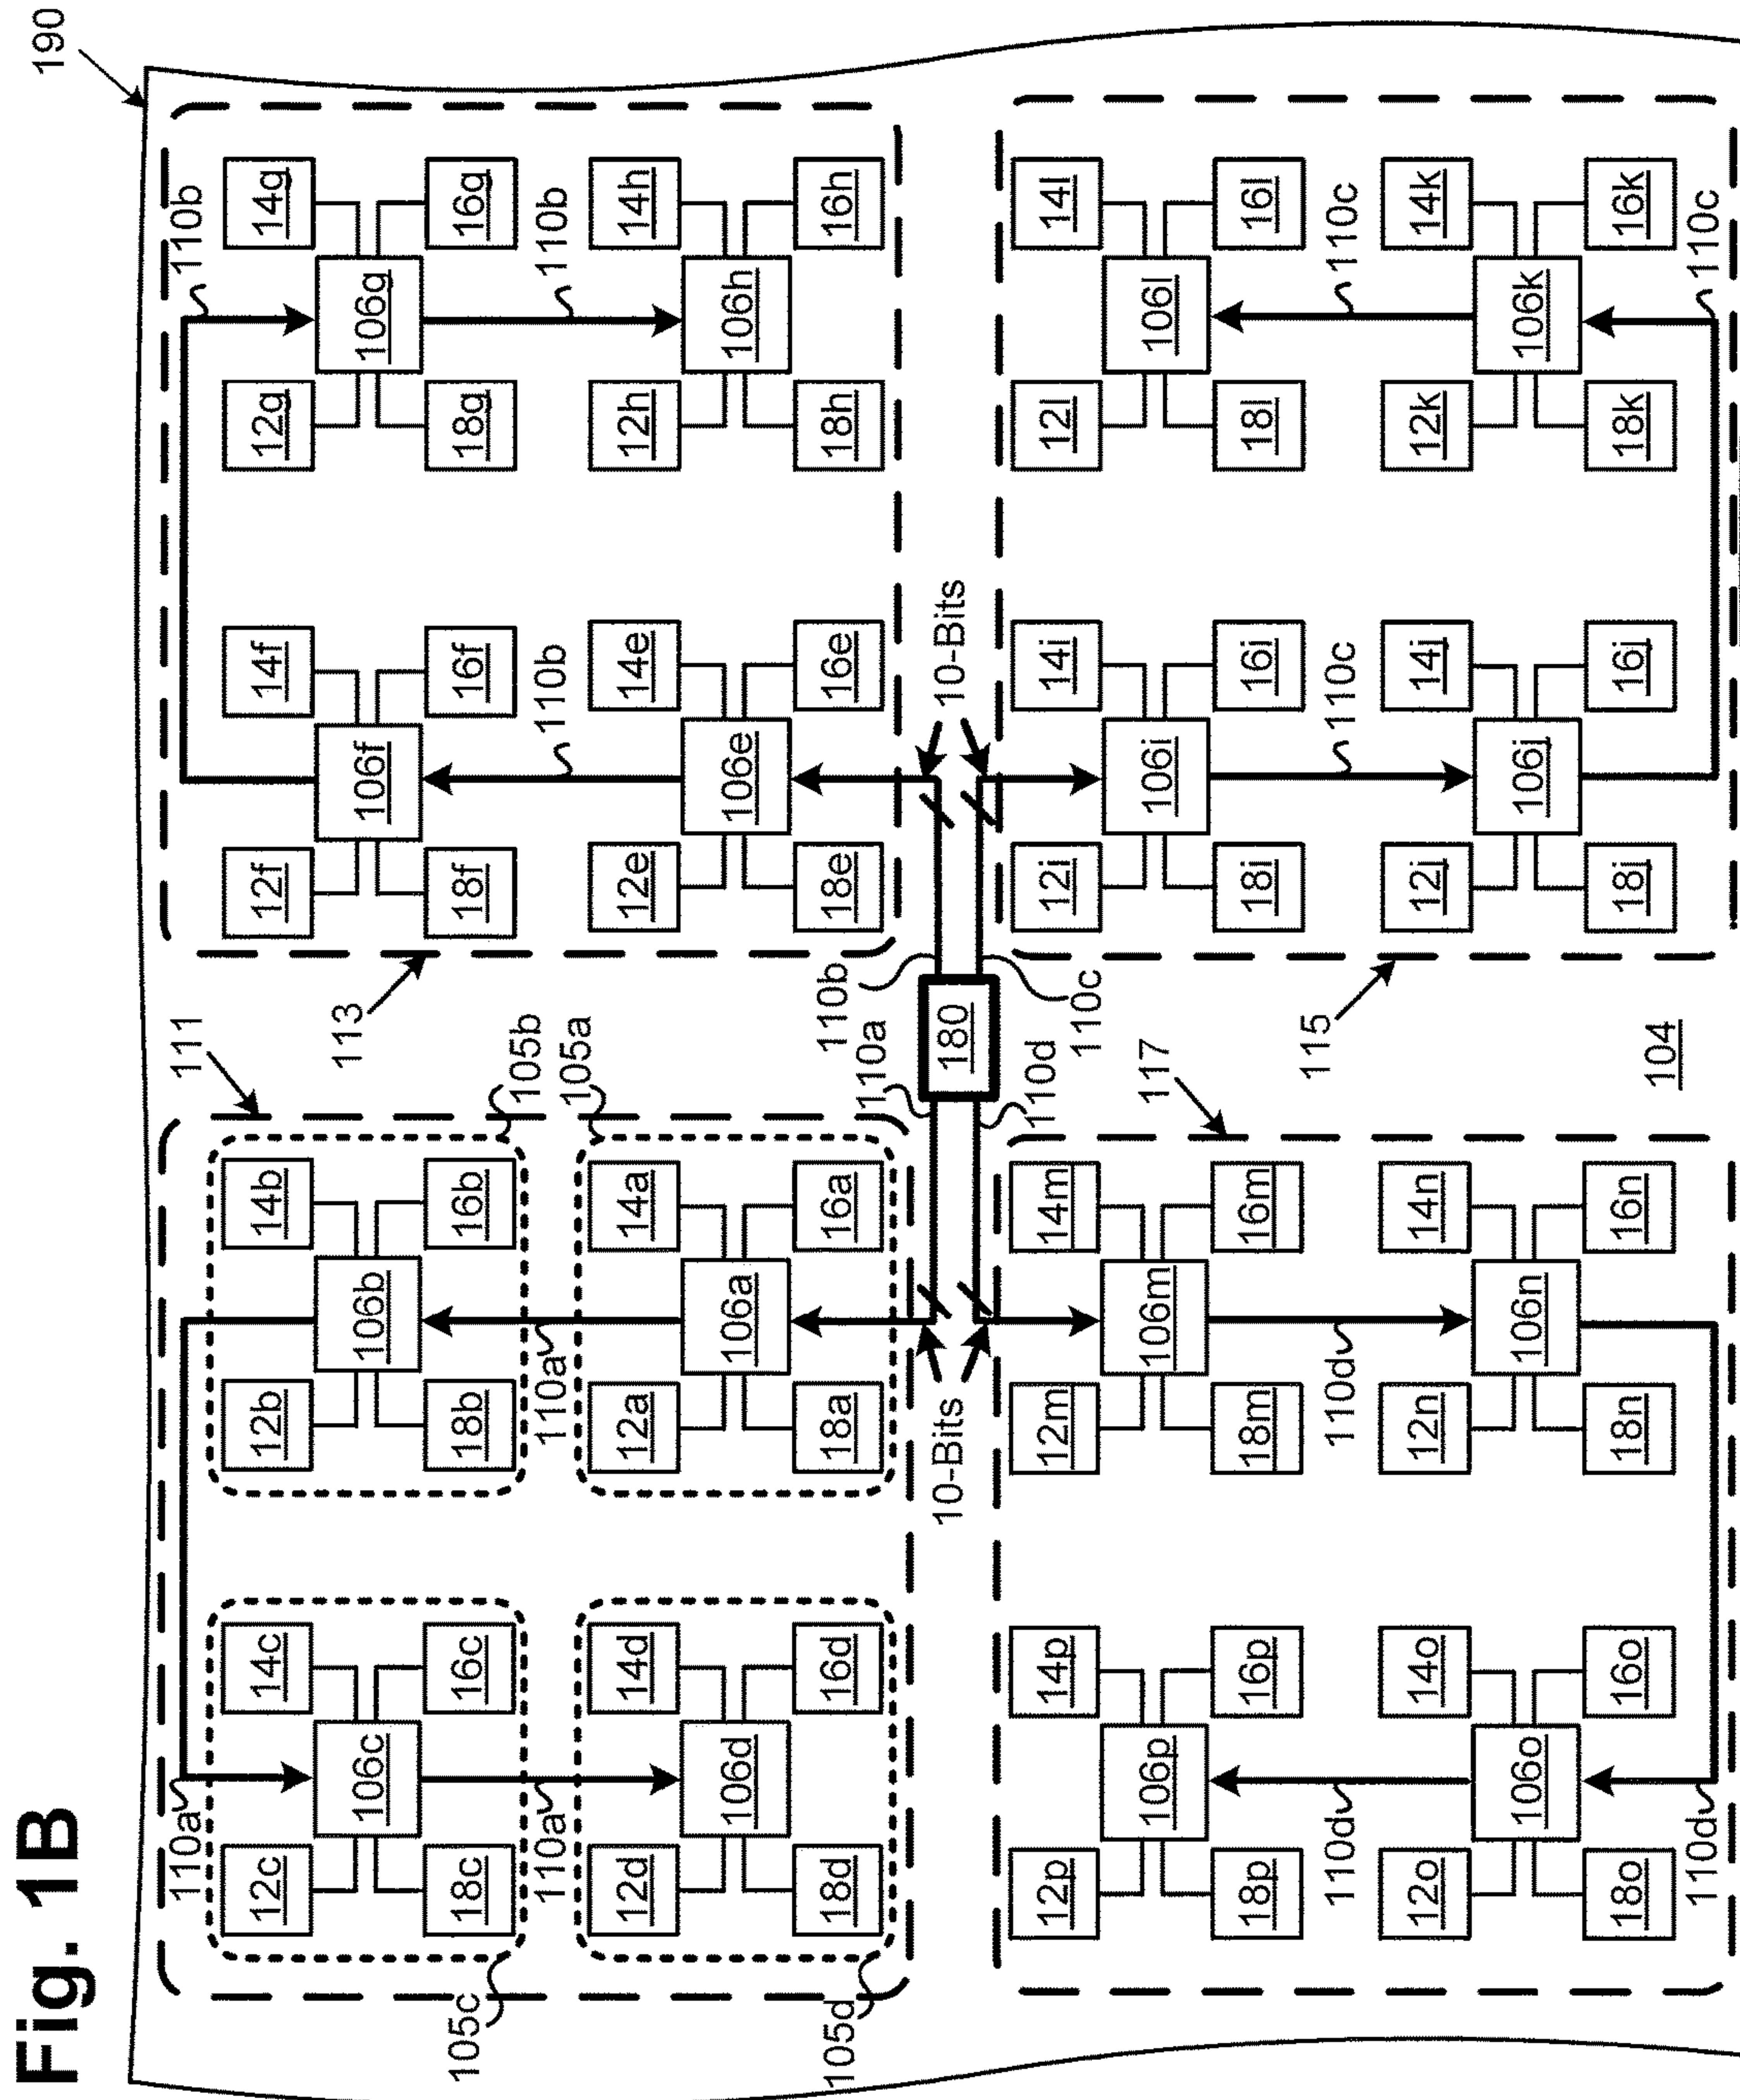 Fig. 1B 190
110a 111 110b
12c 14c 12b 14b 12f 14f 12g 14g
113
106c 106b 106f 106g
105c 18c 16c 18b 16b 18f 16f 18g 16g
105b
110a 110a 110b 110b
105a
12d 14d 12a 14a 12e 14e 12h 14h
106d 106a 106e 106h
105d 18d 16d 18a 16a 18e 16e 18h 16h
110b
110a
10-Bits 180 10-Bits
110d
12p 14p 12m 14m 12i 14i 12l 14l
110c
106p 106m 117 106i 106l
18p 16p 18m 16m 18i 16i 18l 16l
115
110d 110d 110c 110c
12o 14o 12n 14n 12j 14j 12k 14k
106o 106n 106j 106k
18o 16o 18n 16n 18j 16j 18k 16k
104
110d 110c